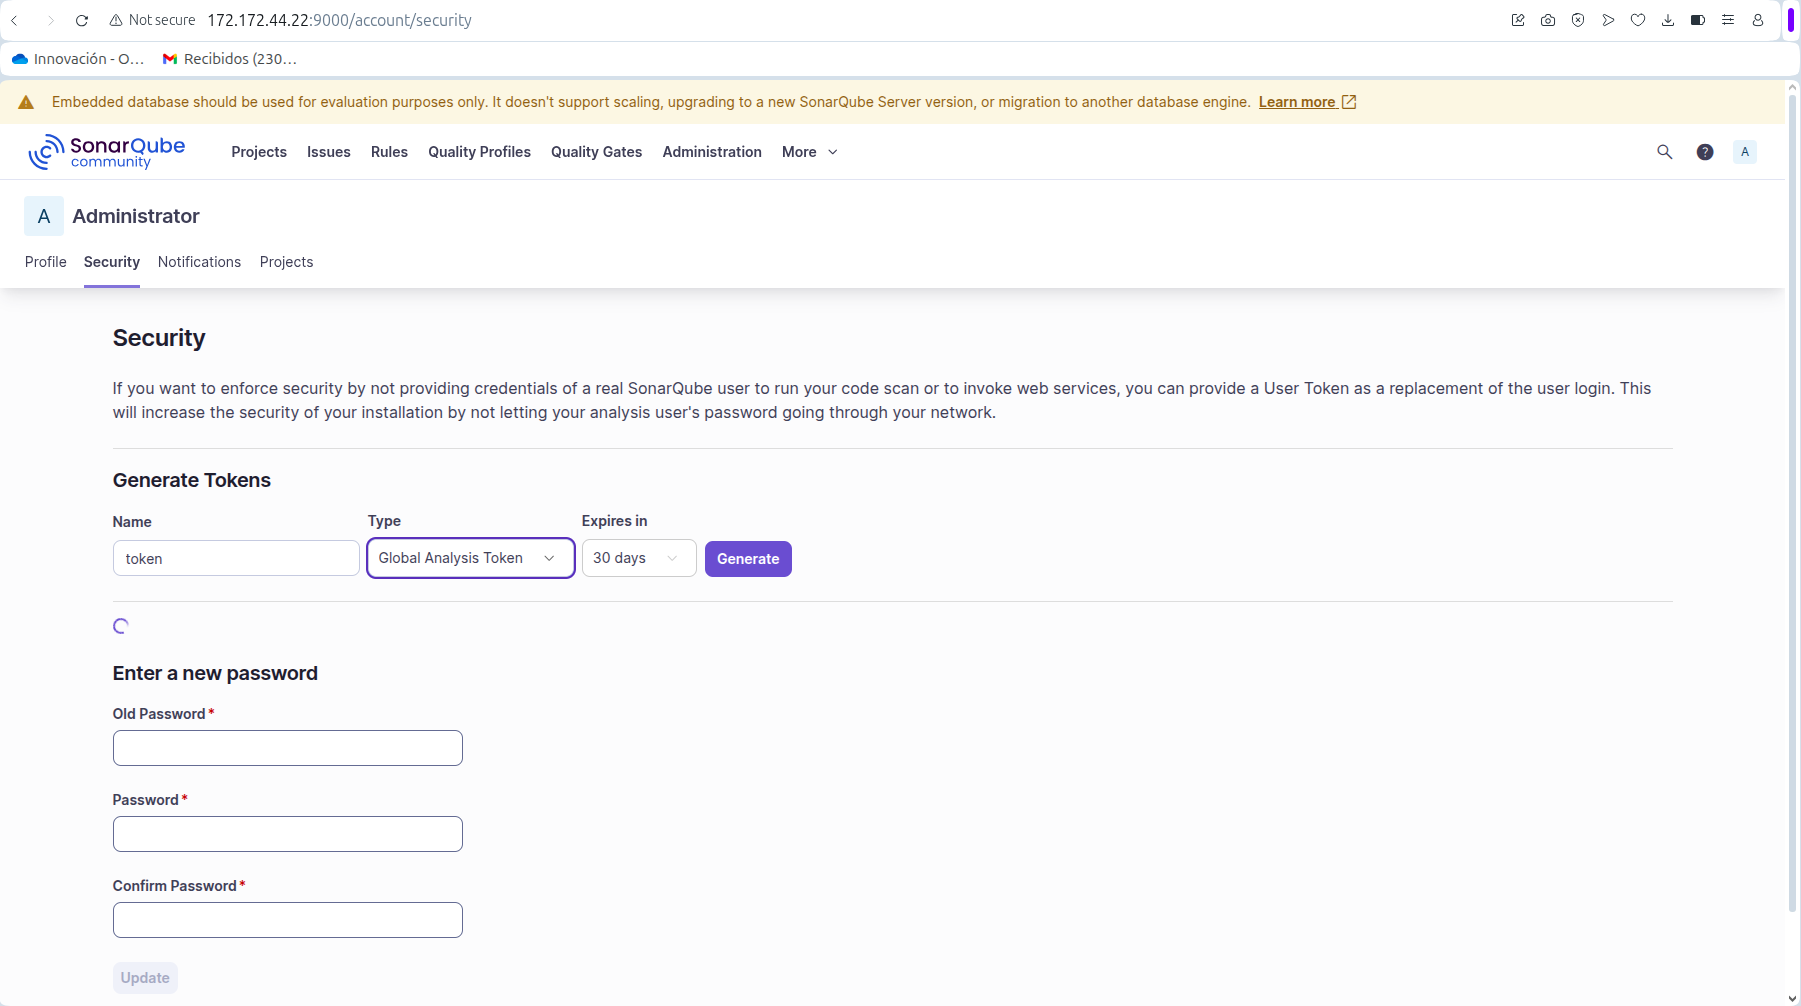 Not secure 172.172.44.22:9000/account/security
Innovación - O... Recibidos (230...
Embedded database should be used for evaluation purposes only. It doesn't support scaling, upgrading to a new SonarQube Server version, or migration to another database engine. Learn more
SonarQube community Projects Issues Rules Quality Profiles Quality Gates Administration More ? A
A Administrator
Profile Security Notifications Projects
Security
If you want to enforce security by not providing credentials of a real SonarQube user to run your code scan or to invoke web services, you can provide a User Token as a replacement of the user login. This
will increase the security of your installation by not letting your analysis user's password going through your network.
Generate Tokens
Name Type Expires in
token Global Analysis Token 30 days Generate
Enter a new password
Old Password *
Password *
Confirm Password *
Update